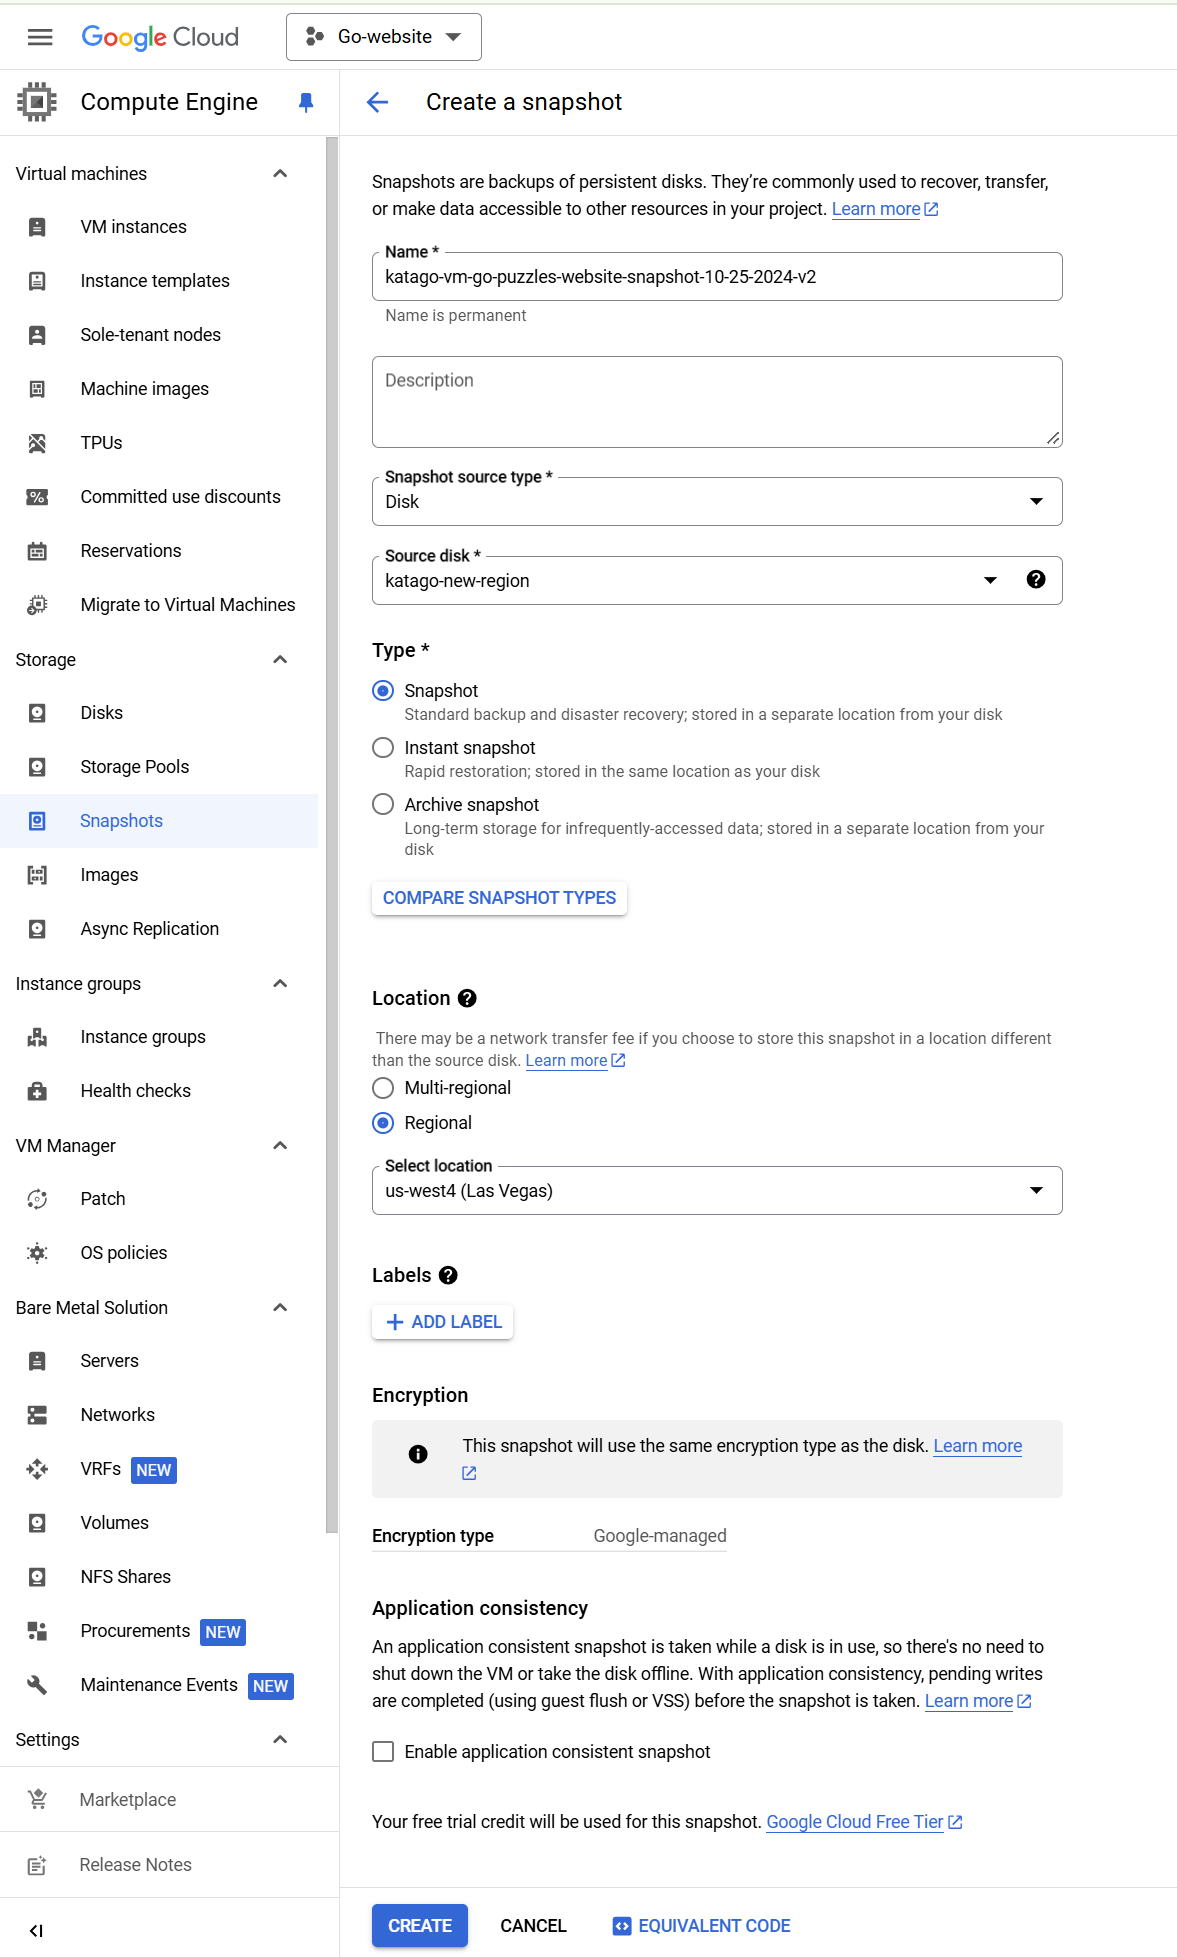 Google Cloud
Go-website
Compute Engine
Create a snapshot
Virtual machines
VM instances
Instance templates
Sole-tenant nodes
Machine images
TPUs
Committed use discounts
Reservations
Migrate to Virtual Machines
Storage
Disks
Storage Pools
Snapshots
Images
Async Replication
Instance groups
Instance groups
Health checks
VM Manager
Patch
OS policies
Bare Metal Solution
Servers
Networks
VRFs NEW
Volumes
NFS Shares
Procurements NEW
Maintenance Events NEW
Settings
Marketplace
Release Notes
Snapshots are backups of persistent disks. They’re commonly used to recover, transfer,
or make data accessible to other resources in your project. Learn more
Name *
katago-vm-go-puzzles-website-snapshot-10-25-2024-v2
Name is permanent
Description
Snapshot source type *
Disk
Source disk *
katago-new-region
Type *
Snapshot
Standard backup and disaster recovery; stored in a separate location from your disk
Instant snapshot
Rapid restoration; stored in the same location as your disk
Archive snapshot
Long-term storage for infrequently-accessed data; stored in a separate location from your
disk
COMPARE SNAPSHOT TYPES
Location
There may be a network transfer fee if you choose to store this snapshot in a location different
than the source disk. Learn more
Multi-regional
Regional
Select location
us-west4 (Las Vegas)
Labels
ADD LABEL
Encryption
This snapshot will use the same encryption type as the disk. Learn more
Encryption type Google-managed
Application consistency
An application consistent snapshot is taken while a disk is in use, so there's no need to
shut down the VM or take the disk offline. With application consistency, pending writes
are completed (using guest flush or VSS) before the snapshot is taken. Learn more
Enable application consistent snapshot
Your free trial credit will be used for this snapshot. Google Cloud Free Tier
CREATE CANCEL EQUIVALENT CODE